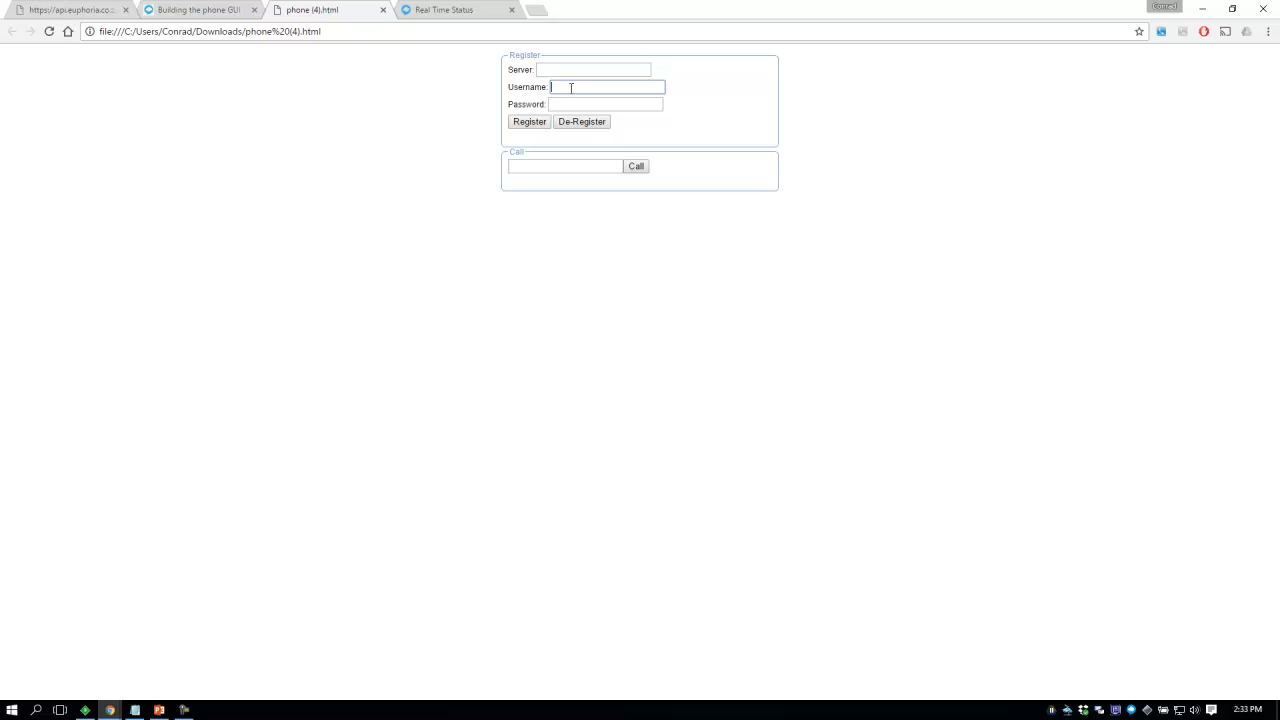 https://api.euphoria.co.:
Building the phone GUI
phone (4).html
Real Time Status
Conrad
file:///C:/Users/Conrad/Downloads/phone%20(4).html
Register
Server:
Username:
Password:
Register De-Register
Call
Call
2:33 PM